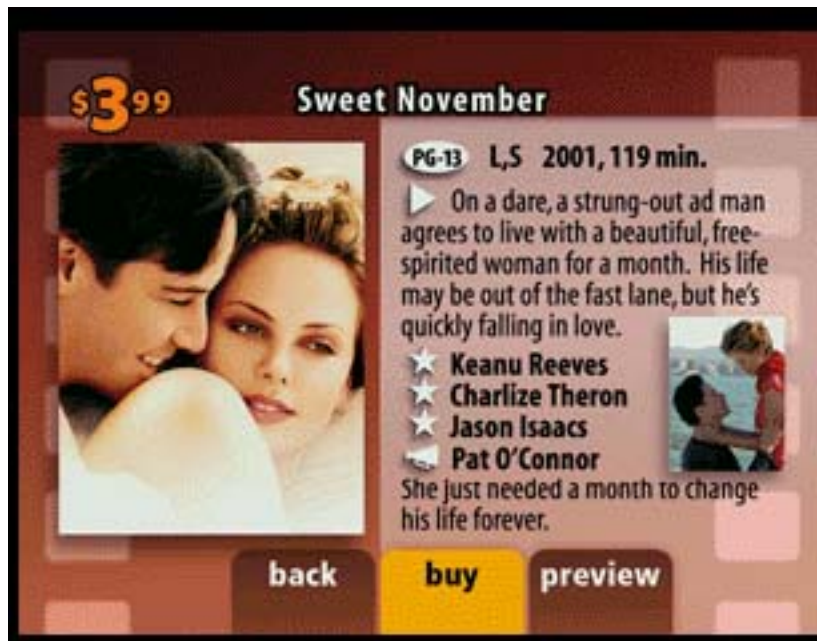 $3 99
Sweet November
PG-13 L,S 2001, 119 min.
On a dare, a strung-out ad man
agrees to live with a beautiful, free-
spirited woman for a month. His life
may be out of the fast lane, but he's
quickly falling in love.
Keanu Reeves
Charlize Theron
Jason Isaacs
Pat O'Connor
She just needed a month to change
his life forever.
back buy preview